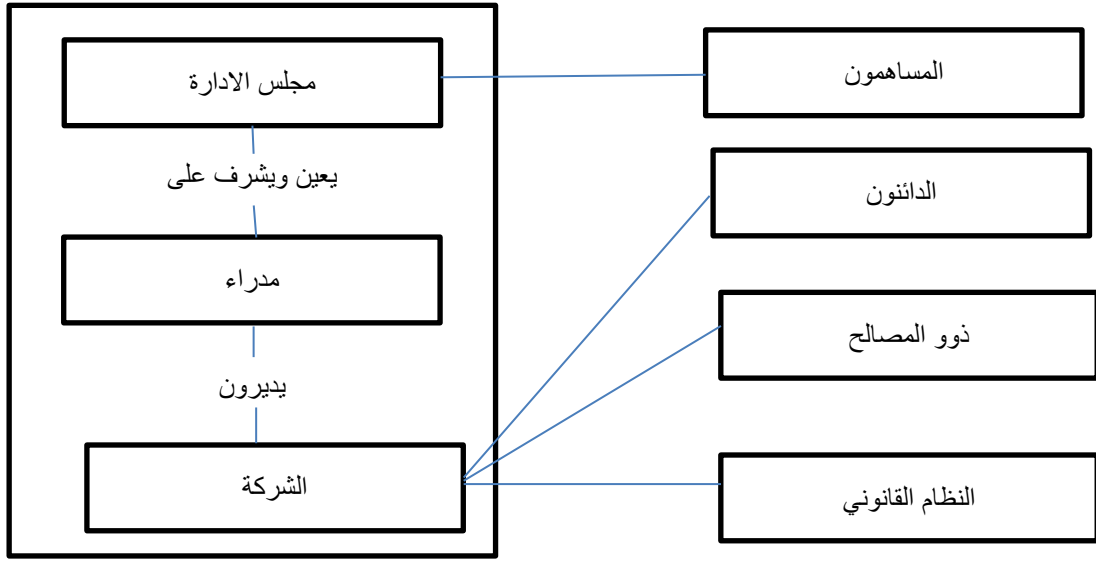 مجلس الادارة
المساهمون
يعين ويشرف على
الدائنون
مدراء
ذوو المصالح
يديرون
الشركة
النظام القانوني